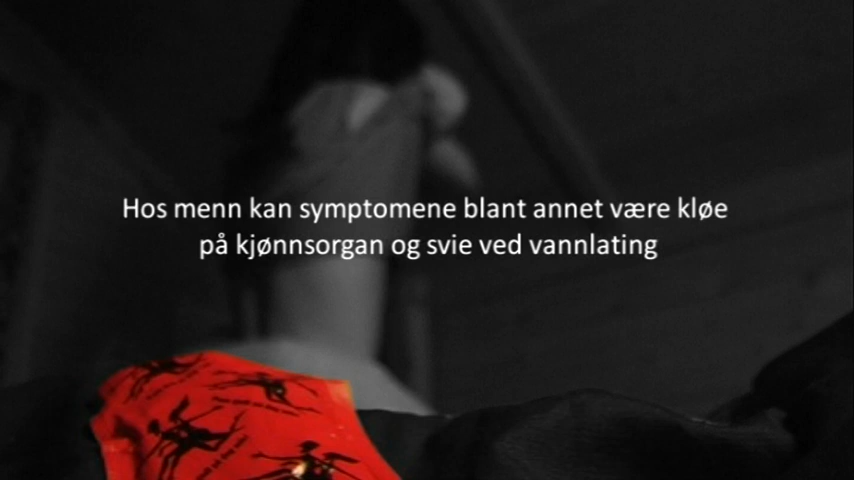 Hos menn kan symptomene blant annet være kløe
på kjønnsorgan og svie ved vannlating